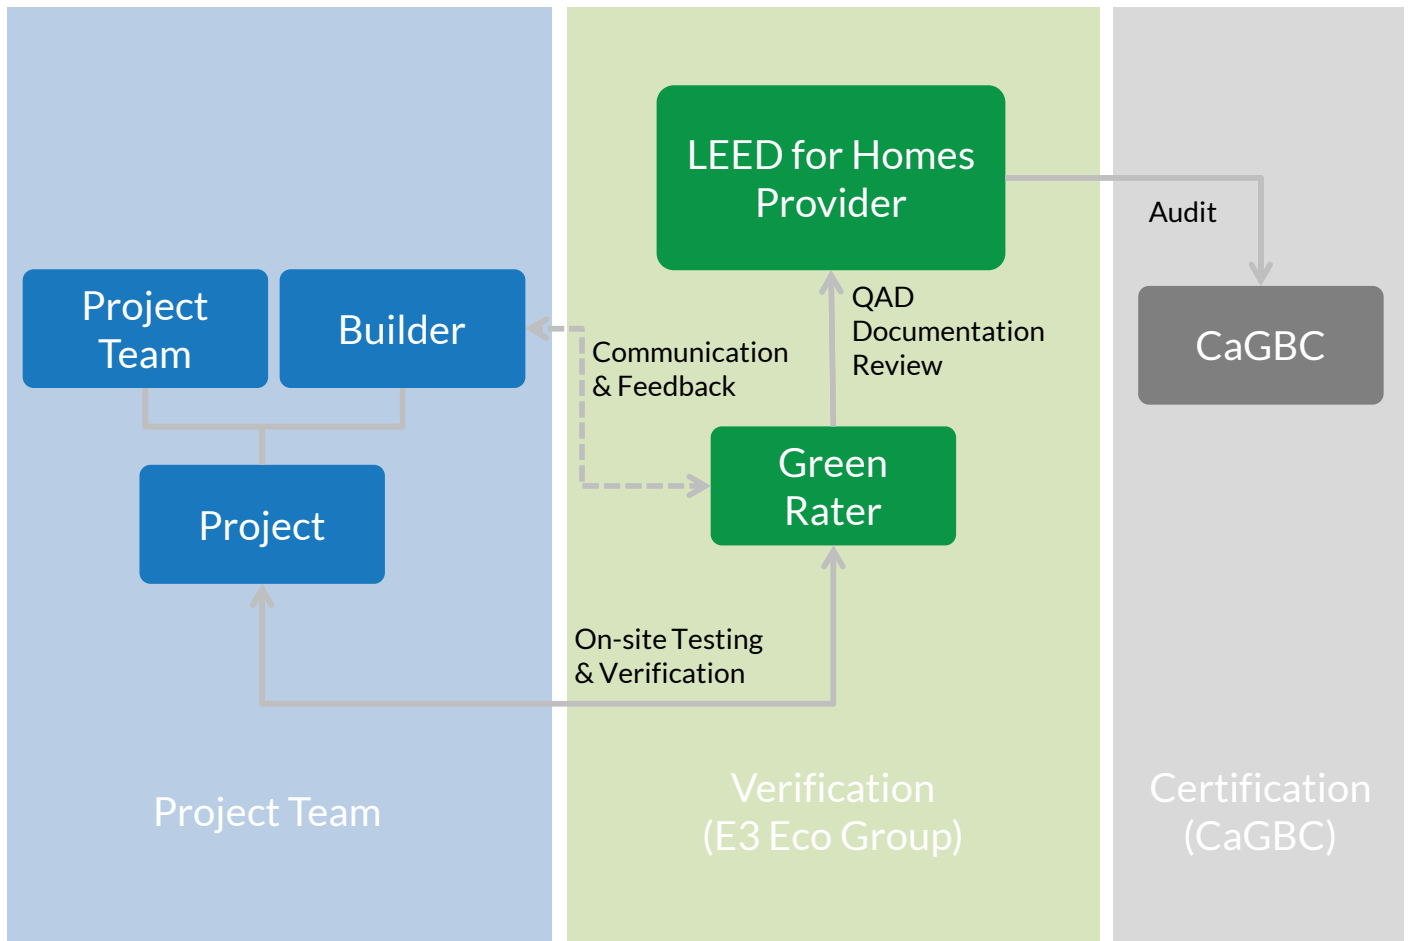 LEED for Homes
Provider
Audit
Project
Team
Builder
QAD
Documentation
Review
Communication
& Feedback
CaGBC
Green
Rater
Project
On-site Testing
& Verification
Project Team
Verification
(E3 Eco Group)
Certification
(CaGBC)